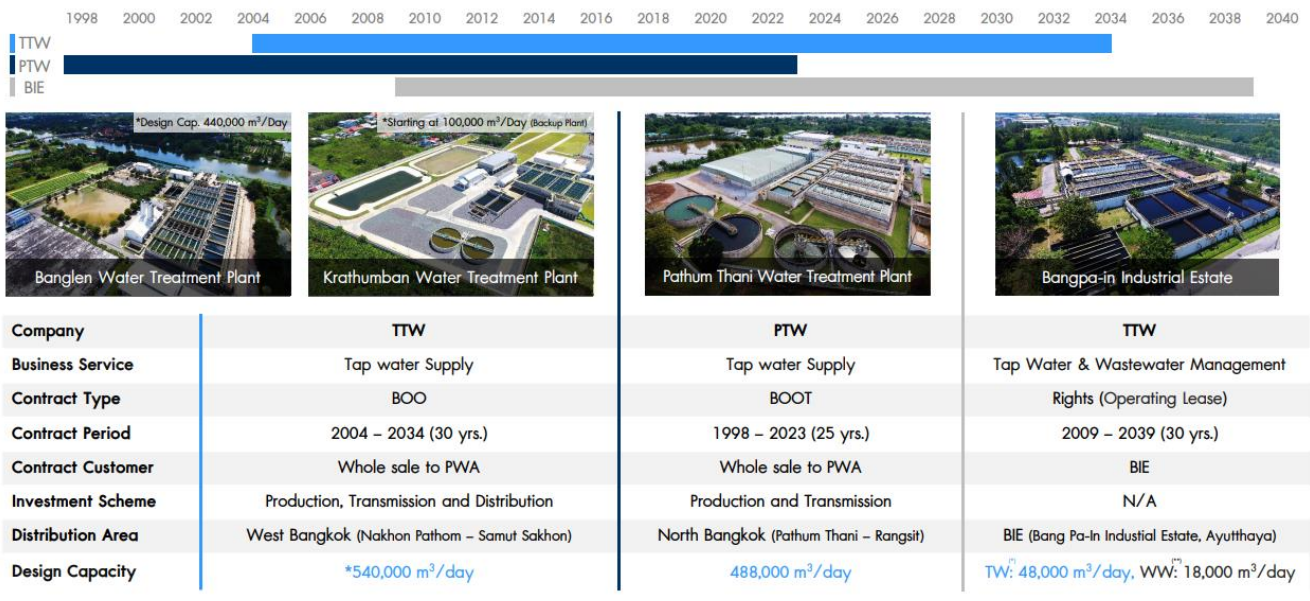 1998 2000 2002 2004 2006 2008 2010 2012 2014 2016 2018 2020 2022 2024 2026 2028 2030 2032 2034 2036 2038 2040
TTW
PTW
BIE
*Design Cap. 440,000 m³/Day
*Starting at 100,000 m³/Day (Backup Plant)
Banglen Water Treatment Plant Krathumban Water Treatment Plant Pathum Thani Water Treatment Plant Bangpa-in Industrial Estate
Company TTW PTW TTW
Business Service Tap water Supply Tap water Supply Tap Water & Wastewater Management
Contract Type BOO BOOT Rights (Operating Lease)
Contract Period 2004 – 2034 (30 yrs.) 1998 – 2023 (25 yrs.) 2009 – 2039 (30 yrs.)
Contract Customer Whole sale to PWA Whole sale to PWA BIE
Investment Scheme Production, Transmission and Distribution Production and Transmission N/A
Distribution Area West Bangkok (Nakhon Pathom – Samut Sakhon) North Bangkok (Pathum Thani – Rangsit) BIE (Bang Pa-In Industial Estate, Ayutthaya)
Design Capacity *540,000 m³/day 488,000 m³/day TW(*): 48,000 m³/day, WW(**): 18,000 m³/day